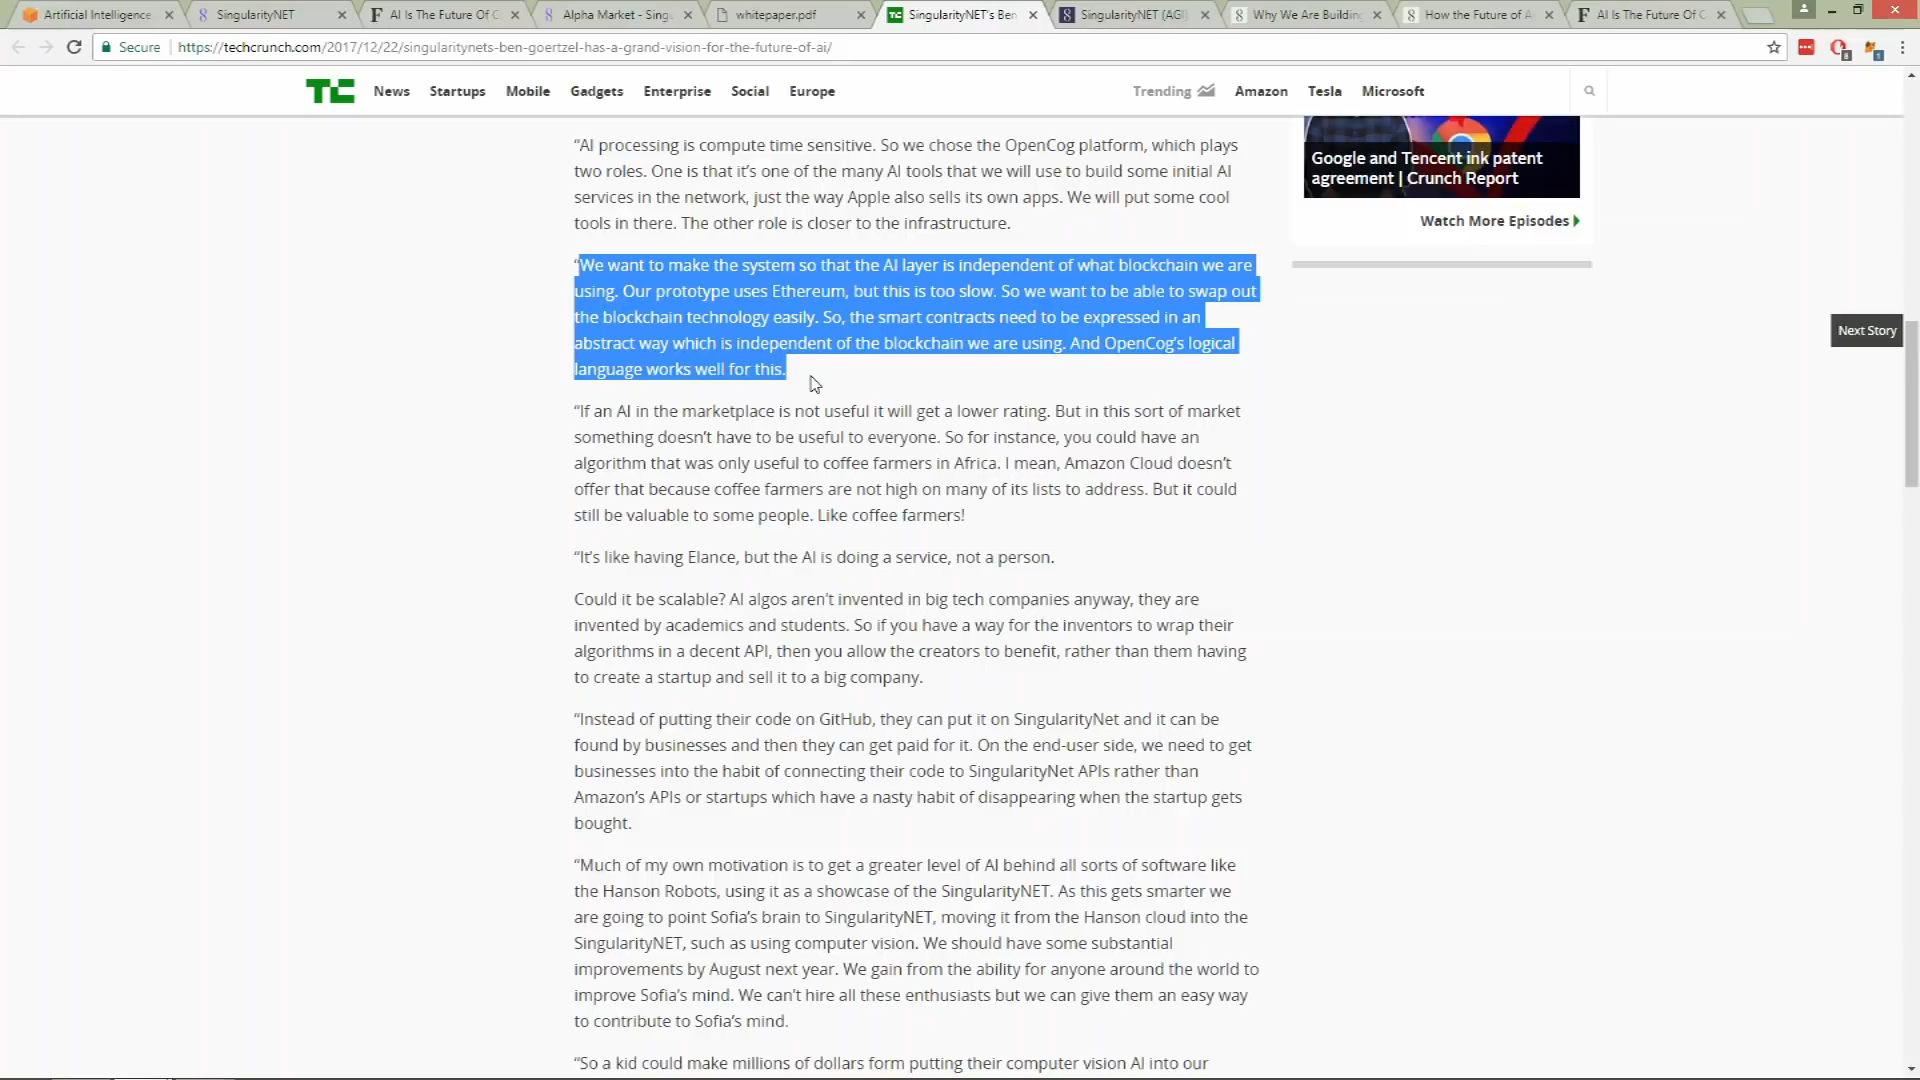 Artificial Intelligence
SingularityNET
AI Is The Future Of C
Alpha Market - Sing
whitepaper.pdf
SingularityNET's Ben
SingularityNET (AGI)
Why We Are Building
How the Future of A
AI Is The Future Of C
Secure
https://techcrunch.com/2017/12/22/singularitynets-ben-goertzel-has-a-grand-vision-for-the-future-of-ai/
TC
News
Startups
Mobile
Gadgets
Enterprise
Social
Europe
Trending
Amazon
Tesla
Microsoft
“AI processing is compute time sensitive. So we chose the OpenCog platform, which plays
two roles. One is that it’s one of the many AI tools that we will use to build some initial AI
services in the network, just the way Apple also sells its own apps. We will put some cool
tools in there. The other role is closer to the infrastructure.
“We want to make the system so that the AI layer is independent of what blockchain we are
using. Our prototype uses Ethereum, but this is too slow. So we want to be able to swap out
the blockchain technology easily. So, the smart contracts need to be expressed in an
abstract way which is independent of the blockchain we are using. And OpenCog’s logical
language works well for this.
“If an AI in the marketplace is not useful it will get a lower rating. But in this sort of market
something doesn’t have to be useful to everyone. So for instance, you could have an
algorithm that was only useful to coffee farmers in Africa. I mean, Amazon Cloud doesn’t
offer that because coffee farmers are not high on many of its lists to address. But it could
still be valuable to some people. Like coffee farmers!
“It’s like having Elance, but the AI is doing a service, not a person.
Could it be scalable? AI algos aren’t invented in big tech companies anyway, they are
invented by academics and students. So if you have a way for the inventors to wrap their
algorithms in a decent API, then you allow the creators to benefit, rather than them having
to create a startup and sell it to a big company.
“Instead of putting their code on GitHub, they can put it on SingularityNet and it can be
found by businesses and then they can get paid for it. On the end-user side, we need to get
businesses into the habit of connecting their code to SingularityNet APIs rather than
Amazon’s APIs or startups which have a nasty habit of disappearing when the startup gets
bought.
“Much of my own motivation is to get a greater level of AI behind all sorts of software like
the Hanson Robots, using it as a showcase of the SingularityNET. As this gets smarter we
are going to point Sofia’s brain to SingularityNET, moving it from the Hanson cloud into the
SingularityNET, such as using computer vision. We should have some substantial
improvements by August next year. We gain from the ability for anyone around the world to
improve Sofia’s mind. We can’t hire all these enthusiasts but we can give them an easy way
to contribute to Sofia’s mind.
“So a kid could make millions of dollars form putting their computer vision AI into our
Google and Tencent ink patent
agreement | Crunch Report
Watch More Episodes
Next Story